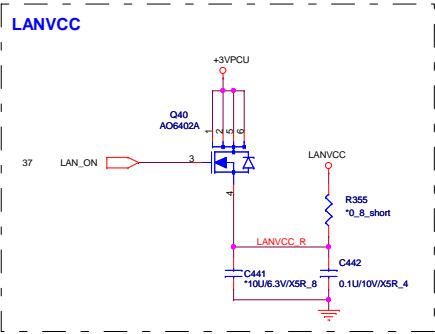 LANVCC
+3VPCU
Q40
AO6402A
1
2
5
6
37
LAN_ON
3
4
LANVCC
R355
*0_8_short
LANVCC_R
C441
*10U/6.3V/X5R_8
C442
0.1U/10V/X5R_4